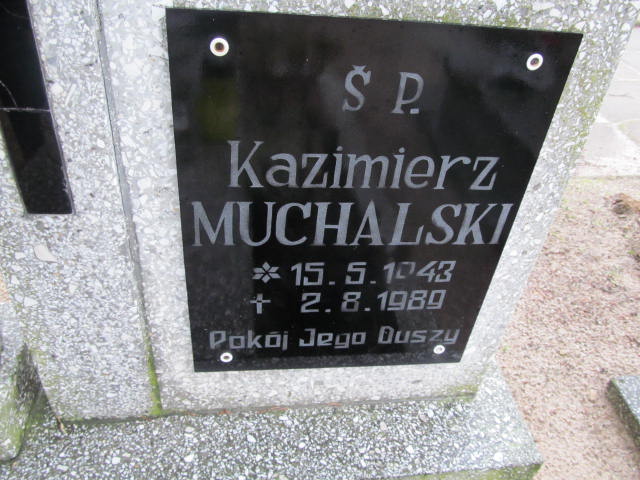 Š P.
Kazimierz
MUCHALSKI
* 15.5.1943
† 2.8.1989
Pokój Jego Duszy